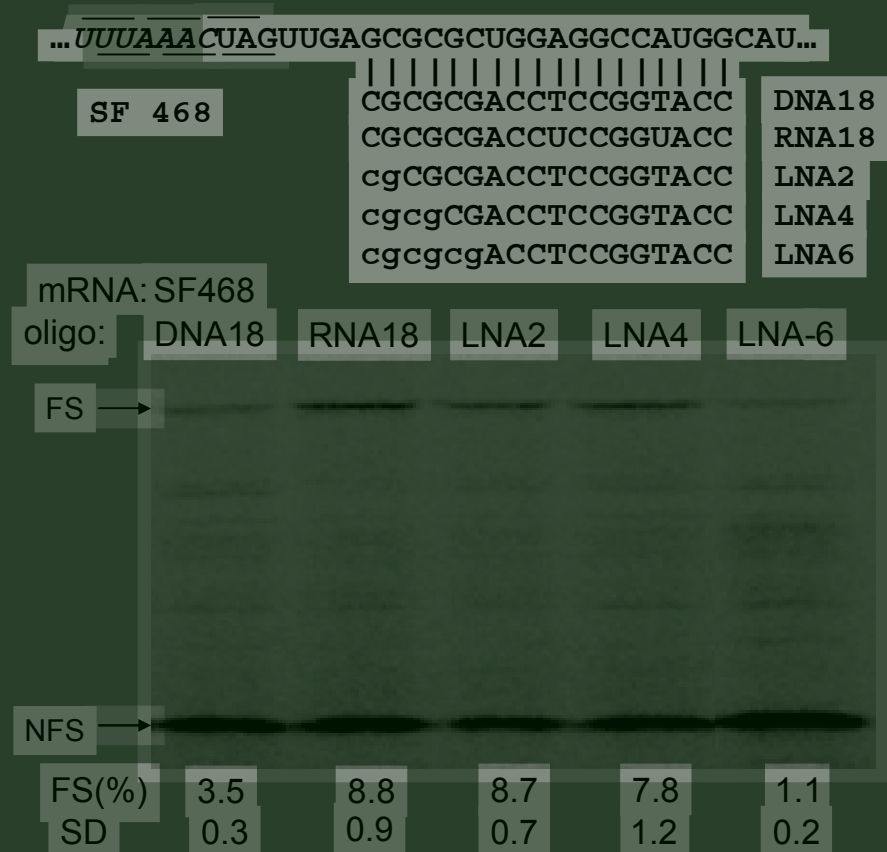 ...UUUAAACUAGUUGAGCGCGCUGGAGGCCAUGGCAU...
SF 468
CGCGCGACCTCCGGTACC DNA18
CGCGCGACCUCCGGUACC RNA18
cgCGCGACCTCCGGTACC LNA2
cgcgCGACCTCCGGTACC LNA4
cgcgcgACCTCCGGTACC LNA6
mRNA: SF468
oligo: DNA18 RNA18 LNA2 LNA4 LNA-6
FS
NFS
FS(%) 3.5 8.8 8.7 7.8 1.1
SD 0.3 0.9 0.7 1.2 0.2